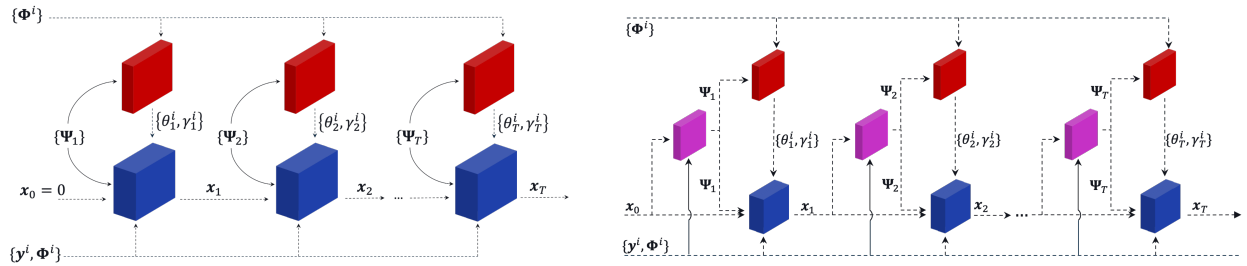 {Φ^i}
{Ψ_1} {θ_1^i, γ_1^i} {Ψ_2} {θ_2^i, γ_2^i} {Ψ_T} {θ_T^i, γ_T^i}
x_0 = 0 x_1 x_2 ... x_T
{y^i, Φ^i}
{Φ^i}
Ψ_1 Ψ_2 Ψ_T
{θ_1^i, γ_1^i} {θ_2^i, γ_2^i} {θ_T^i, γ_T^i}
Ψ_1 Ψ_2 Ψ_T
x_0 x_1 x_2 ... x_T
{y^i, Φ^i}